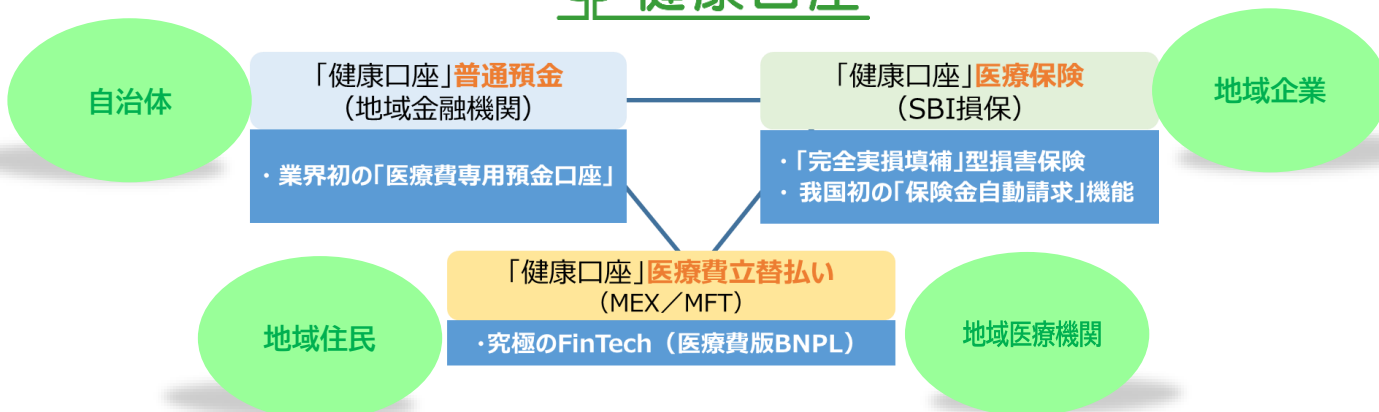 健康口座
自治体
「健康口座」普通預金
（地域金融機関）
・業界初の「医療費専用預金口座」
「健康口座」医療保険
（SBI損保）
・「完全実損填補」型損害保険
・ 我国初の「保険金自動請求」機能
地域企業
「健康口座」医療費立替払い
（MEX／MFT）
・究極のFinTech（医療費版BNPL）
地域住民
地域医療機関